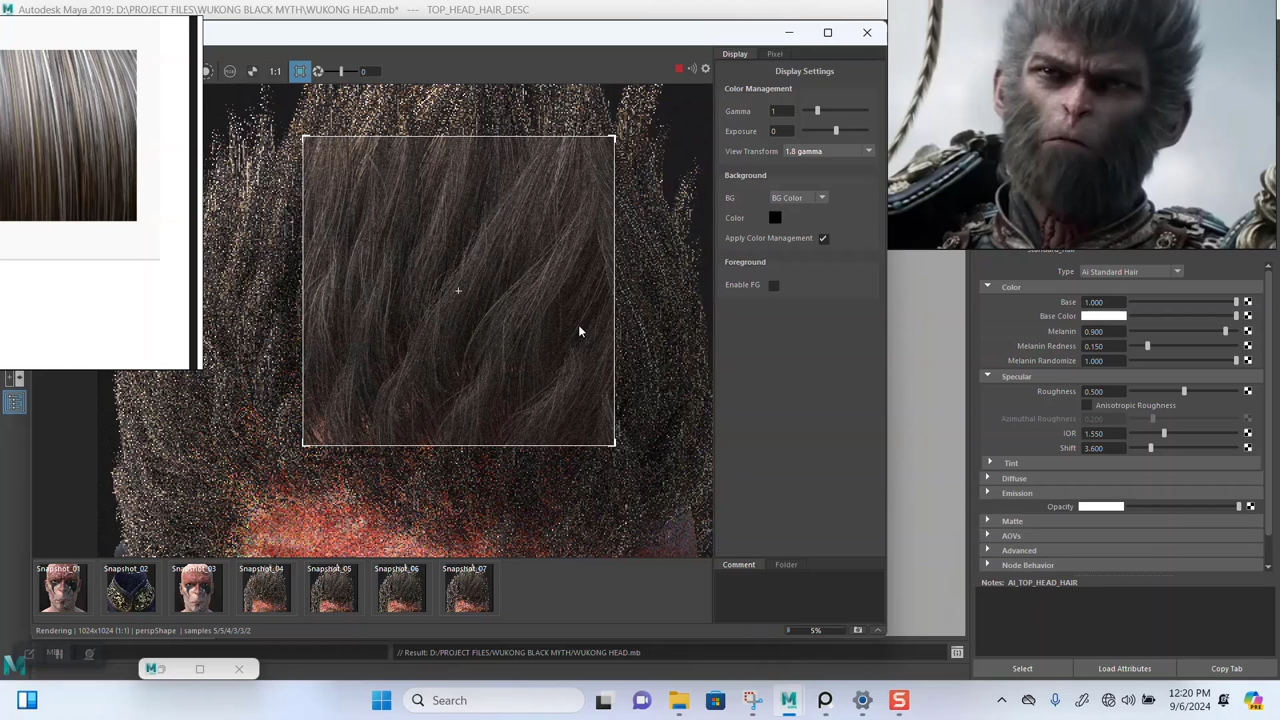 Autodesk Maya 2019: D:\PROJECT FILES\WUKONG BLACK MYTH\WUKONG HEAD.mb* --- TOP_HEAD_HAIR_DESC
1:1
0
Display
Pixel
Display Settings
Color Management
Gamma
1
Exposure
0
View Transform
1.8 gamma
Background
BG
BG Color
Color
Apply Color Management
Foreground
Enable FG
Type
Ai Standard Hair
Color
Base
1.000
Base Color
Melanin
0.900
Melanin Redness
0.150
Melanin Randomize
1.000
Specular
Roughness
0.500
Anisotropic Roughness
Azimuthal Roughness
0.200
IOR
1.550
Shift
3.600
Tint
Diffuse
Emission
Opacity
Matte
AOVs
Advanced
Node Behavior
Notes: AI_TOP_HEAD_HAIR
Select
Load Attributes
Copy Tab
Snapshot_01
Snapshot_02
Snapshot_03
Snapshot_04
Snapshot_05
Snapshot_06
Snapshot_07
Comment
Folder
Rendering | 1024x1024 (1:1) | perspShape | samples 5/5/4/3/3/2
5%
// Result: D:/PROJECT FILES/WUKONG BLACK MYTH/WUKONG HEAD.mb
Search
12:20 PM
9/6/2024